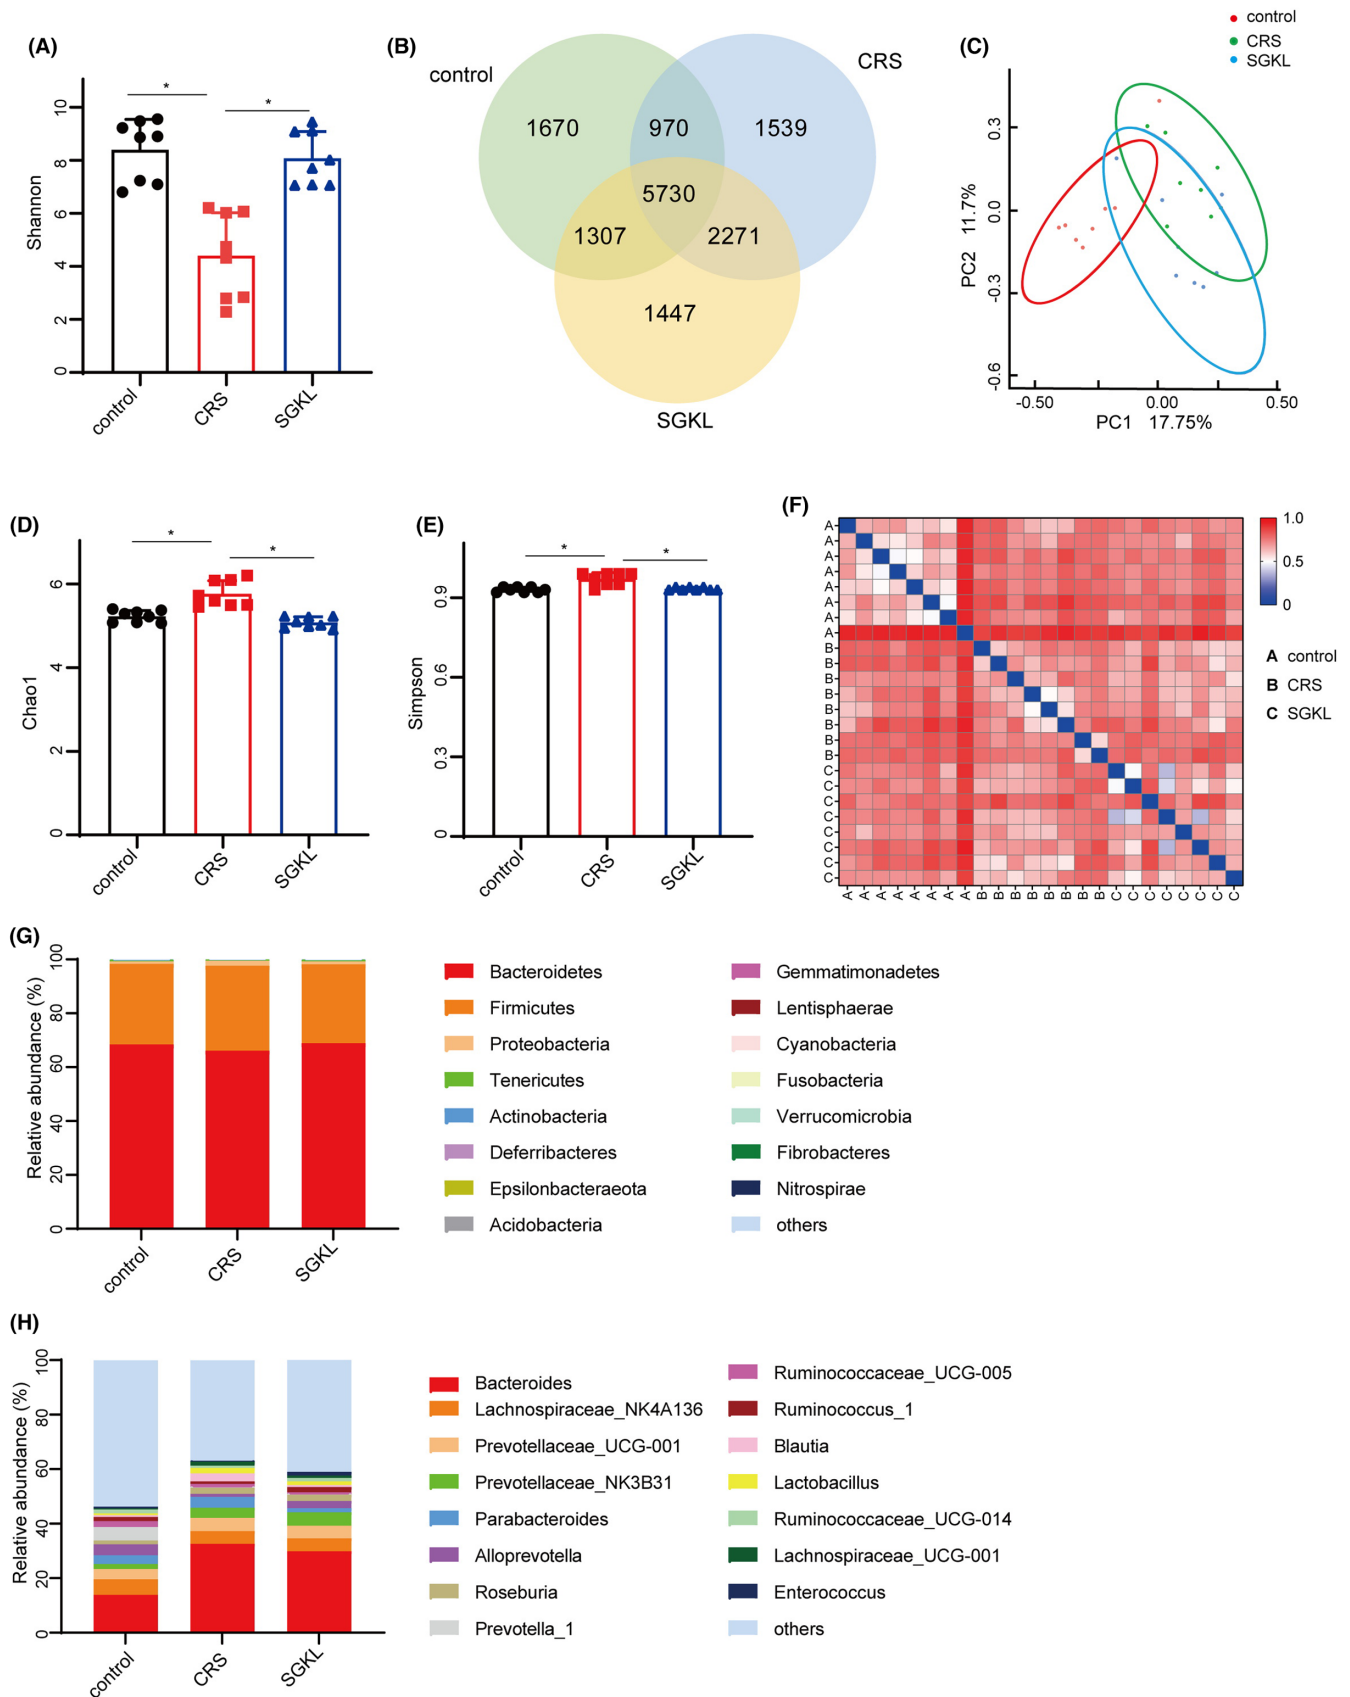 (A)
Shannon
10
8
6
4
2
0
*
*
control
CRS
SGKL
(B)
control
CRS
1670
970
1539
5730
1307
2271
1447
SGKL
(C)
control
CRS
SGKL
PC2 11.7%
0.3
0.0
-0.3
-0.6
-0.50
0.00
0.50
PC1 17.75%
(D)
Chao1
6
4
2
0
*
*
control
CRS
SGKL
(E)
Simpson
0.9
0.6
0.3
0
*
*
control
CRS
SGKL
(F)
A
A
A
A
A
A
A
A
B
B
B
B
B
B
B
B
C
C
C
C
C
C
C
C
A A A A A A A A B B B B B B B B C C C C C C C C
1.0
0.5
0
A control
B CRS
C SGKL
(G)
Relative abundance (%)
100
80
60
40
20
0
control
CRS
SGKL
Bacteroidetes
Firmicutes
Proteobacteria
Tenericutes
Actinobacteria
Deferribacteres
Epsilonbacteraeota
Acidobacteria
Gemmatimonadetes
Lentisphaerae
Cyanobacteria
Fusobacteria
Verrucomicrobia
Fibrobacteres
Nitrospirae
others
(H)
Relative abundance (%)
100
80
60
40
20
0
control
CRS
SGKL
Bacteroides
Lachnospiraceae_NK4A136
Prevotellaceae_UCG-001
Prevotellaceae_NK3B31
Parabacteroides
Alloprevotella
Roseburia
Prevotella_1
Ruminococcaceae_UCG-005
Ruminococcus_1
Blautia
Lactobacillus
Ruminococcaceae_UCG-014
Lachnospiraceae_UCG-001
Enterococcus
others